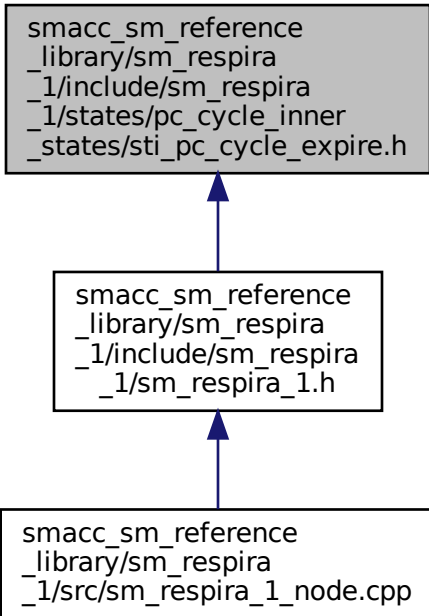 smacc_sm_reference
_library/sm_respira
_1/include/sm_respira
_1/states/pc_cycle_inner
_states/sti_pc_cycle_expire.h
smacc_sm_reference
_library/sm_respira
_1/include/sm_respira
_1/sm_respira_1.h
smacc_sm_reference
_library/sm_respira
_1/src/sm_respira_1_node.cpp